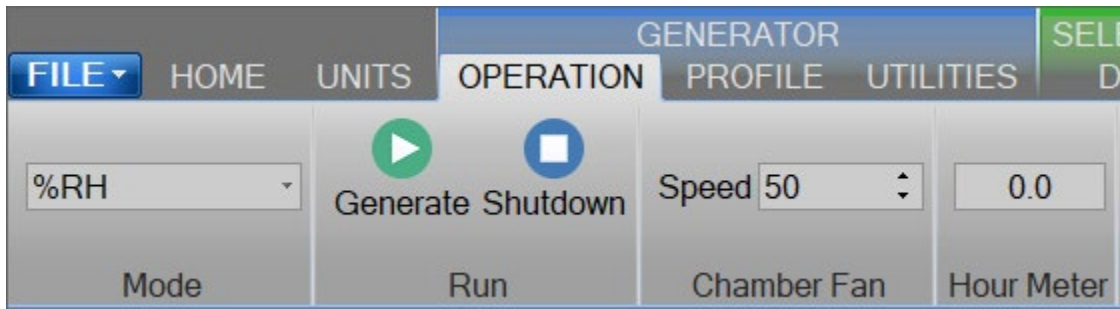 GENERATOR
FILE HOME UNITS OPERATION PROFILE UTILITIES
%RH
Generate Shutdown
Speed 50
0.0
Mode
Run
Chamber Fan
Hour Meter